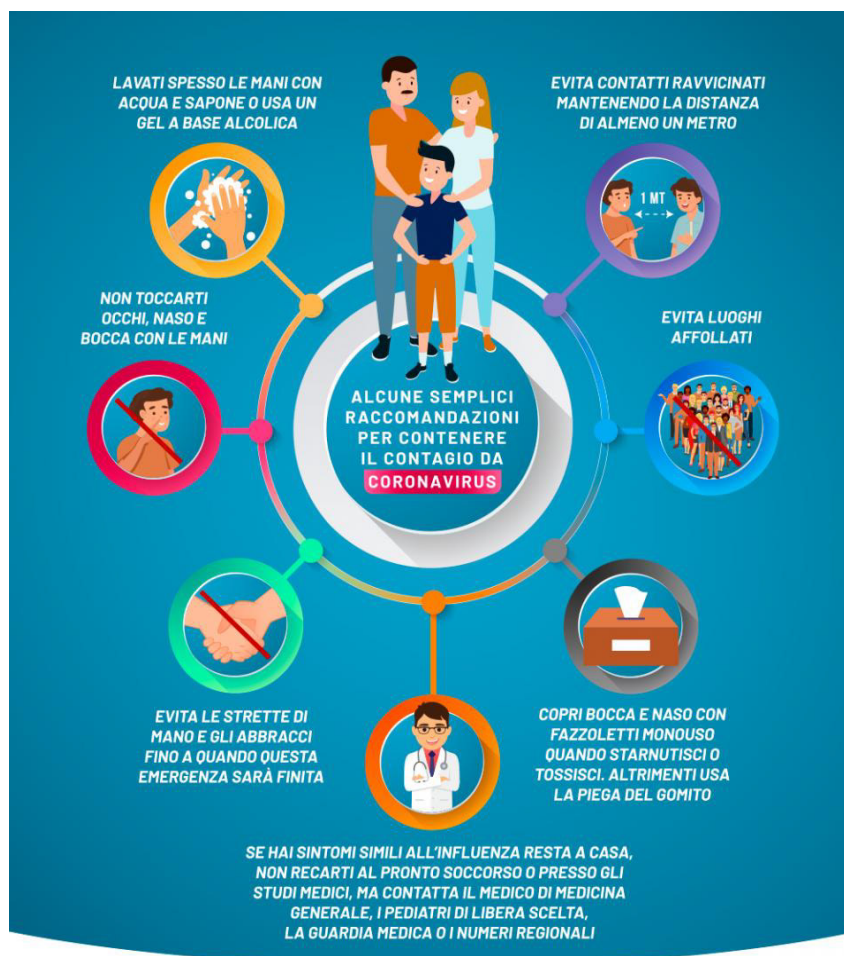 LAVATI SPESSO LE MANI CON
ACQUA E SAPONE O USA UN
GEL A BASE ALCOLICA
EVITA CONTATTI RAVVICINATI
MANTENENDO LA DISTANZA
DI ALMENO UN METRO
1 MT
NON TOCCARTI
OCCHI, NASO E
BOCCA CON LE MANI
EVITA LUOGHI
AFFOLLATI
ALCUNE SEMPLICI
RACCOMANDAZIONI
PER CONTENERE
IL CONTAGIO DA
CORONAVIRUS
EVITA LE STRETTE DI
MANO E GLI ABBRACCI
FINO A QUANDO QUESTA
EMERGENZA SARÀ FINITA
COPRI BOCCA E NASO CON
FAZZOLETTI MONOUSO
QUANDO STARNUTISCI O
TOSSISCI. ALTRIMENTI USA
LA PIEGA DEL GOMITO
SE HAI SINTOMI SIMILI ALL'INFLUENZA RESTA A CASA,
NON RECARTI AL PRONTO SOCCORSO O PRESSO GLI
STUDI MEDICI, MA CONTATTA IL MEDICO DI MEDICINA
GENERALE, I PEDIATRI DI LIBERA SCELTA,
LA GUARDIA MEDICA O I NUMERI REGIONALI